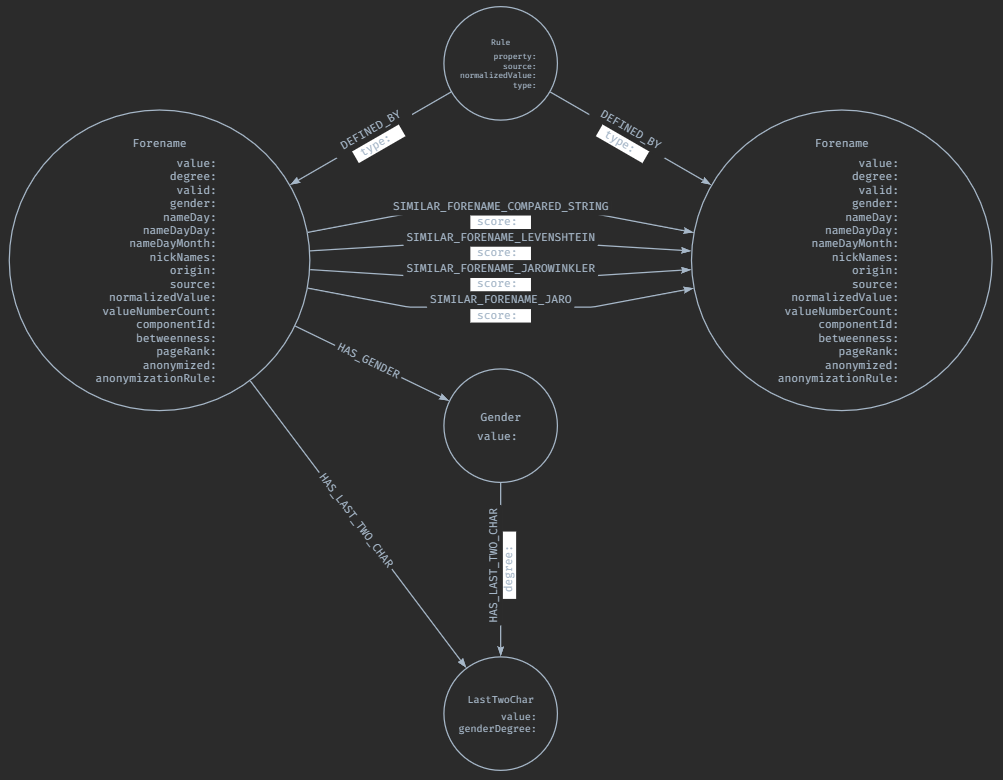 Rule
property:
source:
normalizedValue:
type:
DEFINED_BY
type:
DEFINED_BY
type:
Forename
value:
degree:
valid:
gender:
nameDay:
nameDayDay:
nameDayMonth:
nickNames:
origin:
source:
normalizedValue:
valueNumberCount:
componentId:
betweenness:
pageRank:
anonymized:
anonymizationRule:
SIMILAR_FORENAME_COMPARED_STRING
score:
SIMILAR_FORENAME_LEVENSHTEIN
score:
SIMILAR_FORENAME_JAROWINKLER
score:
SIMILAR_FORENAME_JARO
score:
Forename
value:
degree:
valid:
gender:
nameDay:
nameDayDay:
nameDayMonth:
nickNames:
origin:
source:
normalizedValue:
valueNumberCount:
componentId:
betweenness:
pageRank:
anonymized:
anonymizationRule:
HAS_GENDER
Gender
value:
HAS_LAST_TWO_CHAR
HAS_LAST_TWO_CHAR
degree:
LastTwoChar
value:
genderDegree: